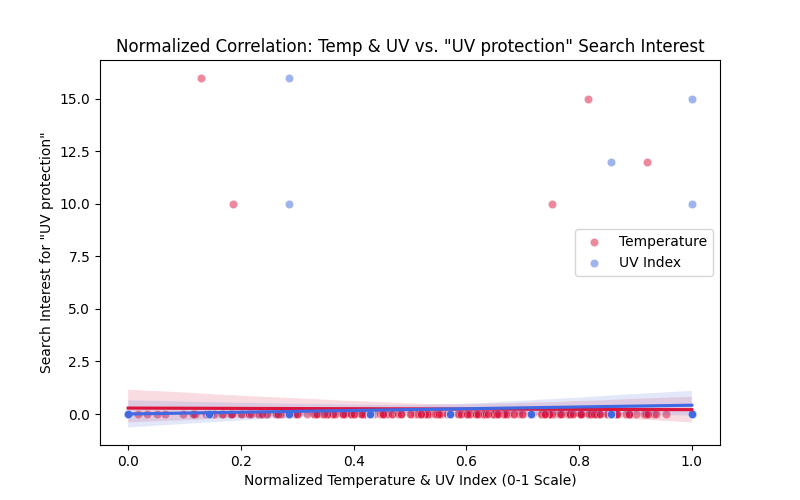 Normalized Correlation: Temp & UV vs. "UV protection" Search Interest
Search Interest for "UV protection"
15.0
12.5
10.0
7.5
5.0
2.5
0.0
Temperature
UV Index
0.0 0.2 0.4 0.6 0.8 1.0
Normalized Temperature & UV Index (0-1 Scale)